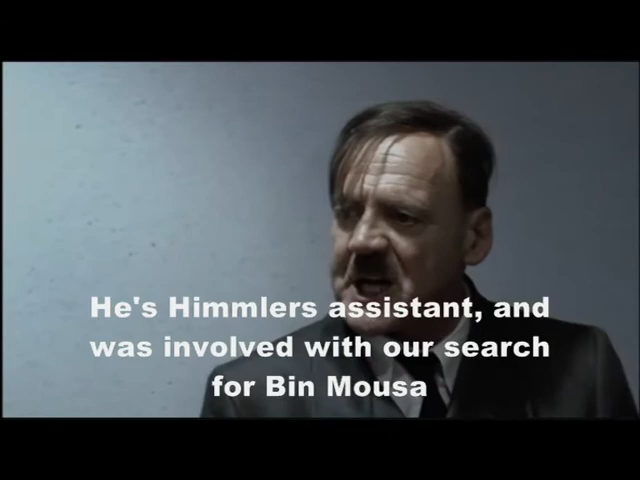 He's Himmlers assistant, and
was involved with our search
for Bin Mousa